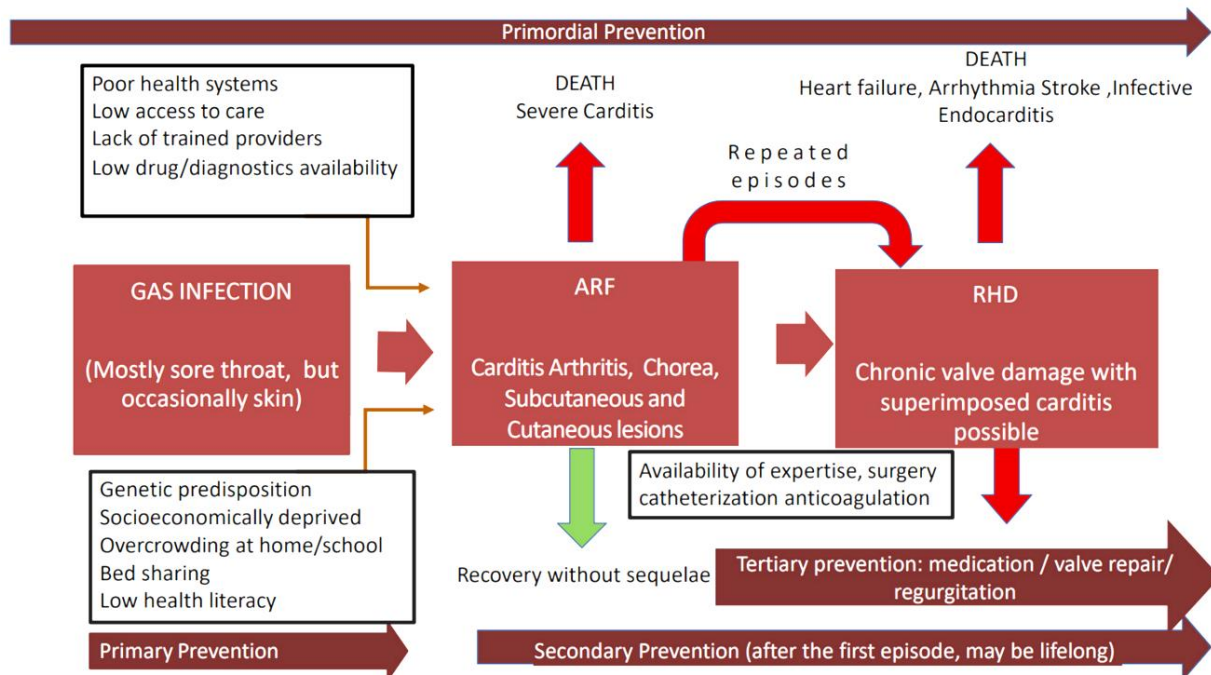 Primordial Prevention
Poor health systems
Low access to care
Lack of trained providers
Low drug/diagnostics availability
DEATH
Severe Carditis
DEATH
Heart failure, Arrhythmia Stroke ,Infective
Endocarditis
Repeated
episodes
GAS INFECTION
(Mostly sore throat, but
occasionally skin)
ARF
Carditis Arthritis, Chorea,
Subcutaneous and
Cutaneous lesions
RHD
Chronic valve damage with
superimposed carditis
possible
Genetic predisposition
Socioeconomically deprived
Overcrowding at home/school
Bed sharing
Low health literacy
Availability of expertise, surgery
catheterization anticoagulation
Recovery without sequelae
Tertiary prevention: medication / valve repair/
regurgitation
Primary Prevention
Secondary Prevention (after the first episode, may be lifelong)